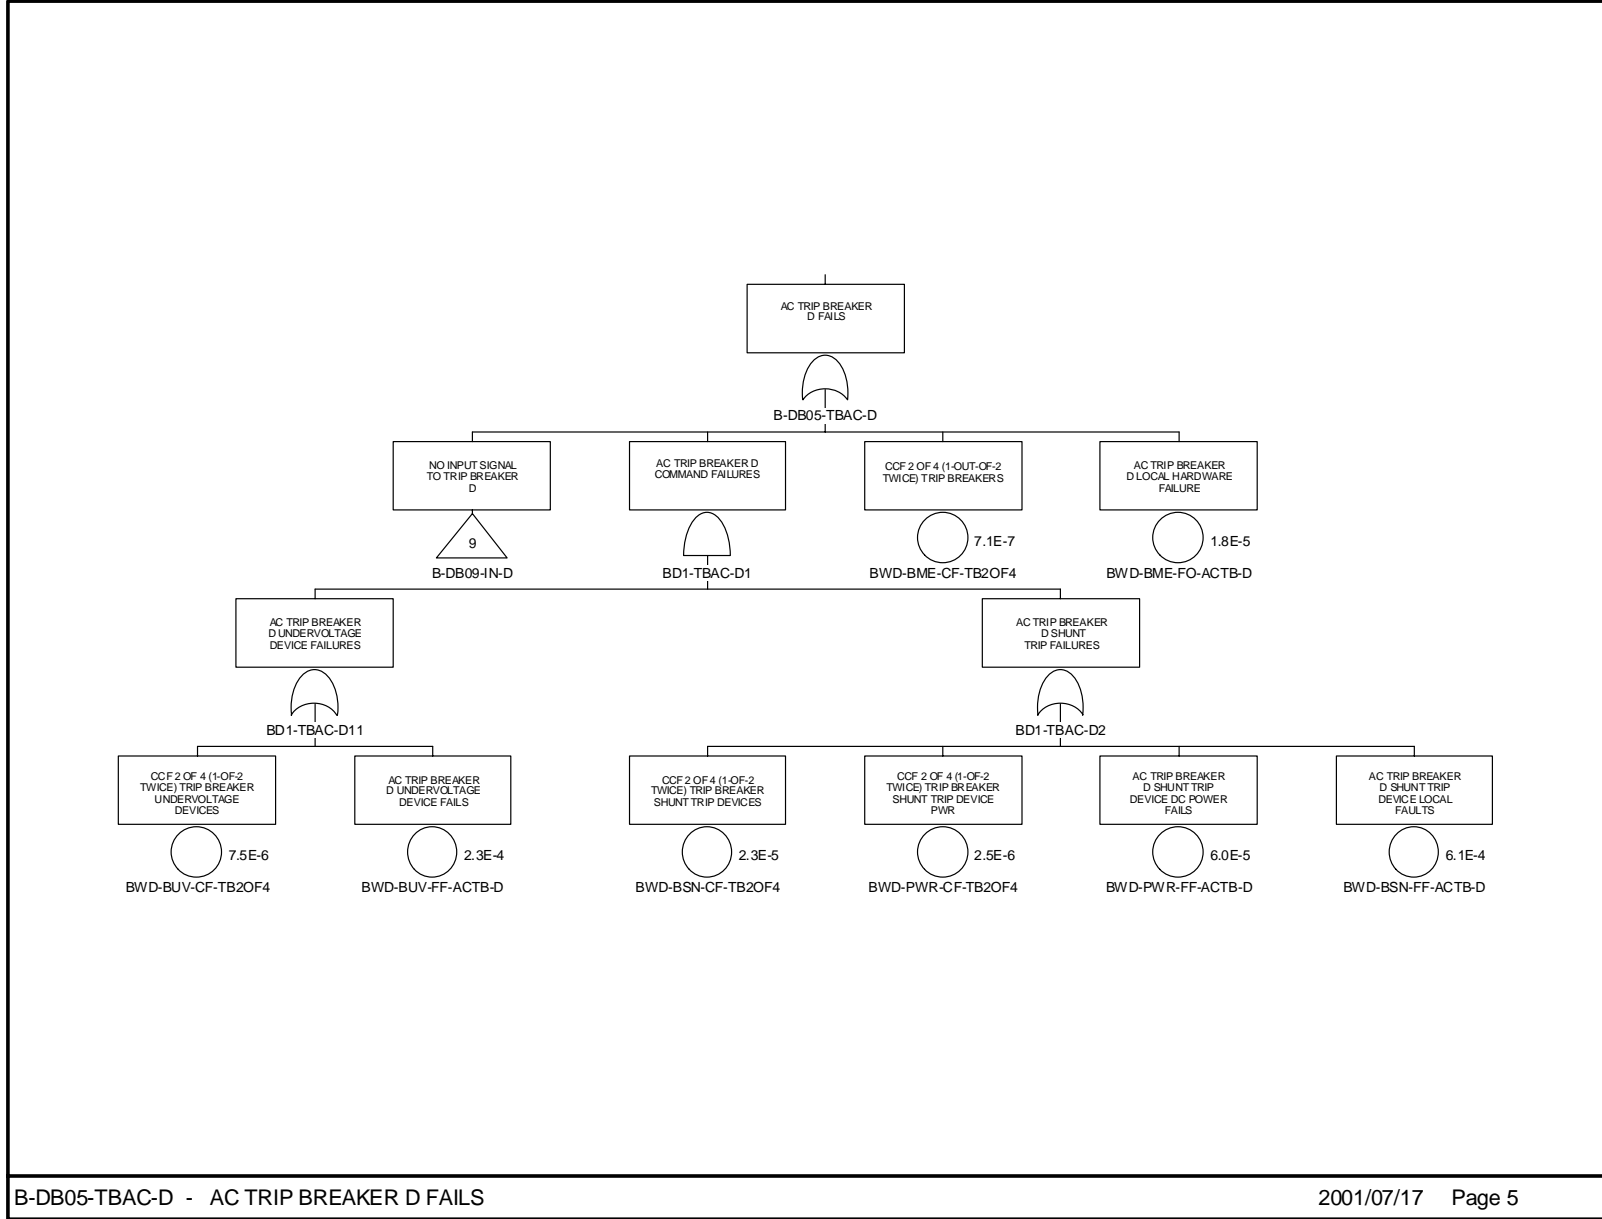 AC TRIP BREAKER
D FAILS
B-DB05-TBAC-D
NO INPUT SIGNAL
TO TRIP BREAKER
D
9
B-DB09-IN-D
AC TRIP BREAKER D
COMMAND FAILURES
BD1-TBAC-D1
CCF 2 OF 4 (1-OUT-OF-2
TWICE) TRIP BREAKERS
7.1E-7
BWD-BME-CF-TB2OF4
AC TRIP BREAKER
D LOCAL HARDWARE
FAILURE
1.8E-5
BWD-BME-FO-ACTB-D
AC TRIP BREAKER
D UNDERVOLTAGE
DEVICE FAILURES
BD1-TBAC-D11
AC TRIP BREAKER
D SHUNT
TRIP FAILURES
BD1-TBAC-D2
CCF 2 OF 4 (1-OF-2
TWICE) TRIP BREAKER
UNDERVOLTAGE
DEVICES
7.5E-6
BWD-BUV-CF-TB2OF4
AC TRIP BREAKER
D UNDERVOLTAGE
DEVICE FAILS
2.3E-4
BWD-BUV-FF-ACTB-D
CCF 2 OF 4 (1-OF-2
TWICE) TRIP BREAKER
SHUNT TRIP DEVICES
2.3E-5
BWD-BSN-CF-TB2OF4
CCF 2 OF 4 (1-OF-2
TWICE) TRIP BREAKER
SHUNT TRIP DEVICE
PWR
2.5E-6
BWD-PWR-CF-TB2OF4
AC TRIP BREAKER
D SHUNT TRIP
DEVICE DC POWER
FAILS
6.0E-5
BWD-PWR-FF-ACTB-D
AC TRIP BREAKER
D SHUNT TRIP
DEVICE LOCAL
FAULTS
6.1E-4
BWD-BSN-FF-ACTB-D
B-DB05-TBAC-D - AC TRIP BREAKER D FAILS
2001/07/17 Page 5